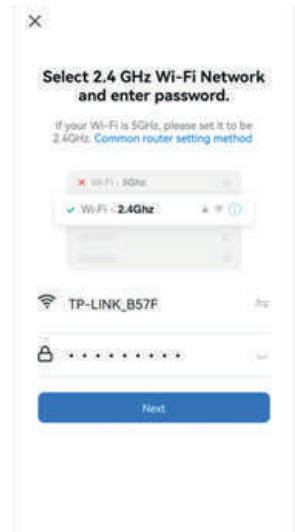 Select 2.4 GHz Wi-Fi Network
and enter password.
If your Wi-Fi is 5GHz, please set it to be
2.4GHz. Common router setting method
Wi-Fi - 5Ghz
Wi-Fi - 2.4Ghz
TP-LINK_B57F
Next